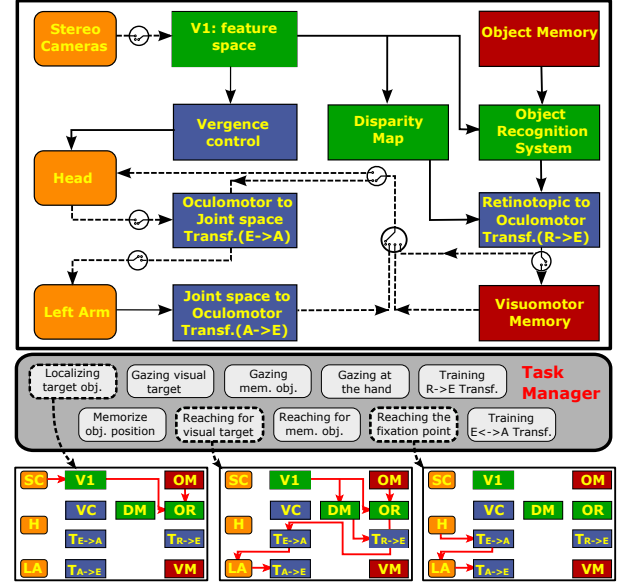 Stereo
Cameras
V1: feature
space
Object Memory
Vergence
control
Disparity
Map
Object
Recognition
System
Head
Oculomotor to
Joint space
Transf.(E->A)
Retinotopic to
Oculomotor
Transf.(R->E)
Left Arm
Joint space to
Oculomotor
Transf.(A->E)
Visuomotor
Memory
Localizing
target obj.
Gazing visual
target
Gazing
mem. obj.
Gazing at
the hand
Training
R->E Transf.
Task
Manager
Memorize
obj. position
Reaching for
visual target
Reaching for
mem. obj.
Reaching the
fixation point
Training
E<->A Transf.
SC V1 OM
VC DM OR
H
TE->A TR->E
LA TA->E VM
SC V1 OM
VC DM OR
H
TE->A TR->E
LA TA->E VM
SC V1 OM
VC DM OR
H
TE->A TR->E
LA TA->E VM